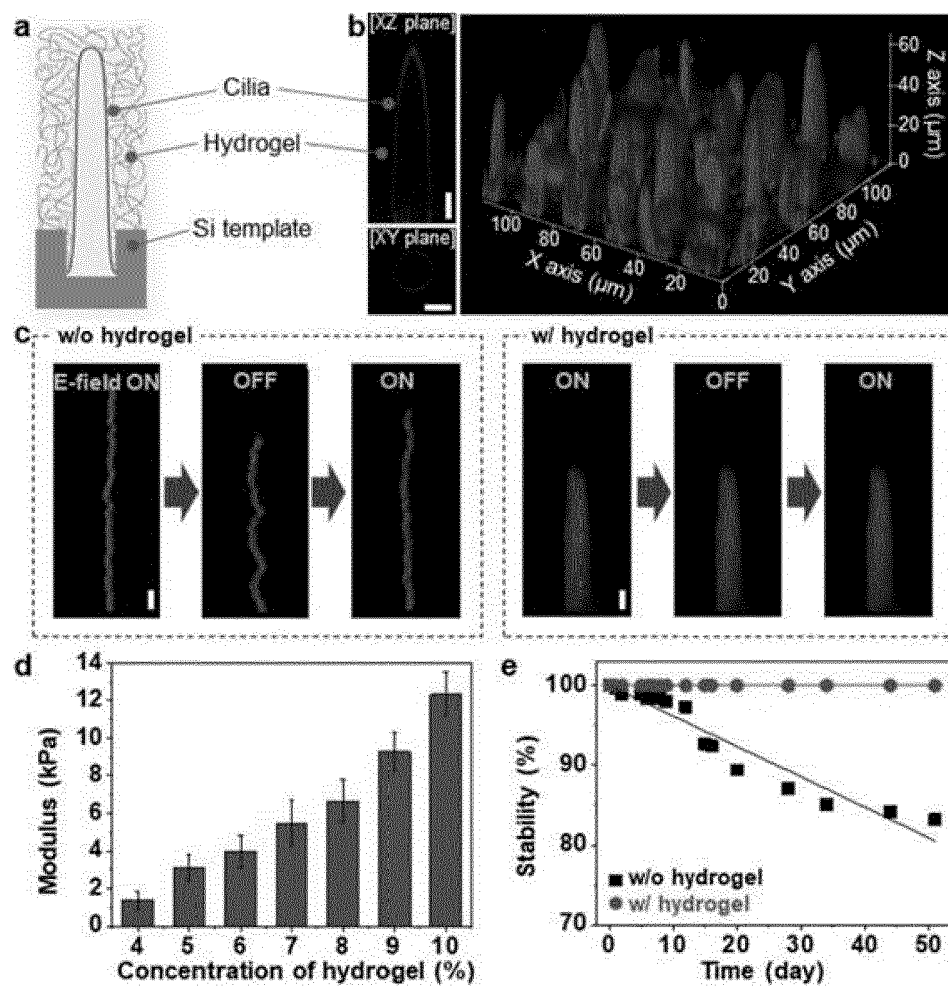 a
Cilia
Hydrogel
Si template
b
[XZ plane]
[XY plane]
60
40
20
0
Z axis (µm)
100
80
60
40
20
X axis (µm)
0
20
40
60
80
100
Y axis (µm)
c w/o hydrogel
E-field ON
OFF
ON
w/ hydrogel
ON
OFF
ON
d
14
12
10
8
6
4
2
0
Modulus (kPa)
4 5 6 7 8 9 10
Concentration of hydrogel (%)
e
100
90
80
70
Stability (%)
w/o hydrogel
w/ hydrogel
0 10 20 30 40 50
Time (day)